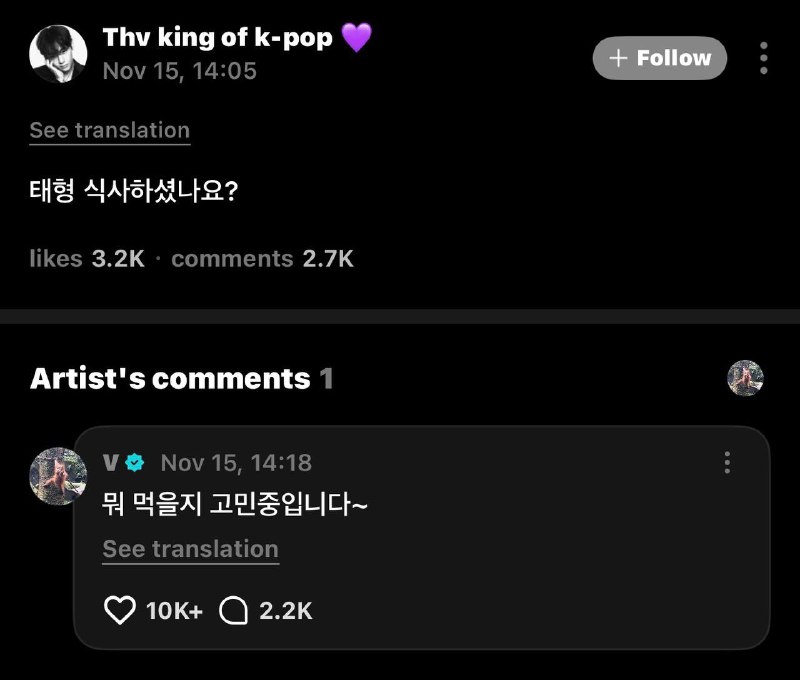 Thv king of k-pop 💜
Nov 15, 14:05
+ Follow
See translation
태형 식사하셨나요?
likes 3.2K · comments 2.7K
Artist's comments 1
V Nov 15, 14:18
뭐 먹을지 고민중입니다~
See translation
10K+ 2.2K